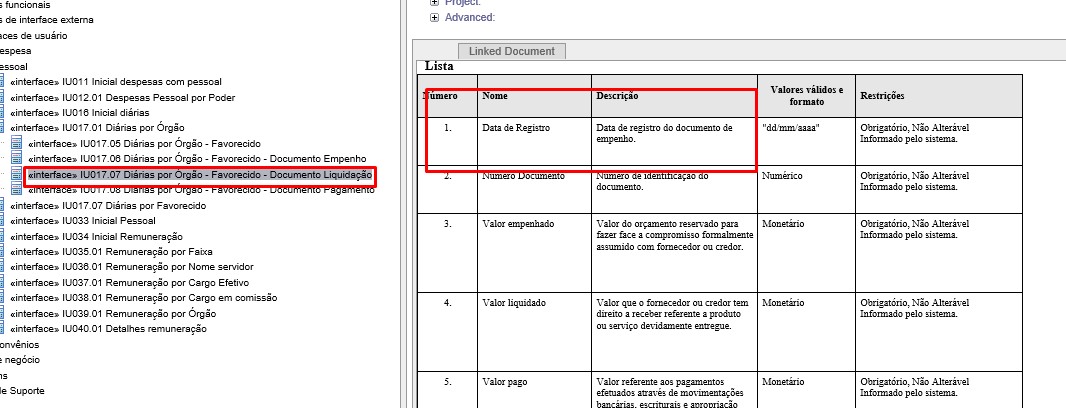 s funcionais
s de interface externa
aces de usuário
espesa
essoal
«interface» IU011 Inicial despesas com pessoal
«interface» IU012.01 Despesas Pessoal por Poder
«interface» IU016 Inicial diárias
«interface» IU017.01 Diárias por Órgão
«interface» IU017.05 Diárias por Órgão - Favorecido
«interface» IU017.06 Diárias por Órgão - Favorecido - Documento Empenho
«interface» IU017.07 Diárias por Órgão - Favorecido - Documento Liquidação
«interface» IU017.08 Diárias por Órgão - Favorecido - Documento Pagamento
«interface» IU017.07 Diárias por Favorecido
«interface» IU033 Inicial Pessoal
«interface» IU034 Inicial Remuneração
«interface» IU035.01 Remuneração por Faixa
«interface» IU036.01 Remuneração por Nome servidor
«interface» IU037.01 Remuneração por Cargo Efetivo
«interface» IU038.01 Remuneração por Cargo em comissão
«interface» IU039.01 Remuneração por Órgão
«interface» IU040.01 Detalhes remuneração
onvênios
e negócio
ns
de Suporte
Project:
Advanced:
Linked Document
Lista
Número Nome Descrição Valores válidos e formato Restrições
1. Data de Registro Data de registro do documento de empenho. "dd/mm/aaaa" Obrigatório, Não Alterável Informado pelo sistema.
2. Número Documento Número de identificação do documento. Numérico Obrigatório, Não Alterável Informado pelo sistema.
3. Valor empenhado Valor do orçamento reservado para fazer face a compromisso formalmente assumido com fornecedor ou credor. Monetário Obrigatório, Não Alterável Informado pelo sistema.
4. Valor liquidado Valor que o fornecedor ou credor tem direito a receber referente a produto ou serviço devidamente entregue. Monetário Obrigatório, Não Alterável Informado pelo sistema.
5. Valor pago Valor referente aos pagamentos efetuados através de movimentações bancárias, escriturais e apropriação Monetário Obrigatório, Não Alterável Informado pelo sistema.